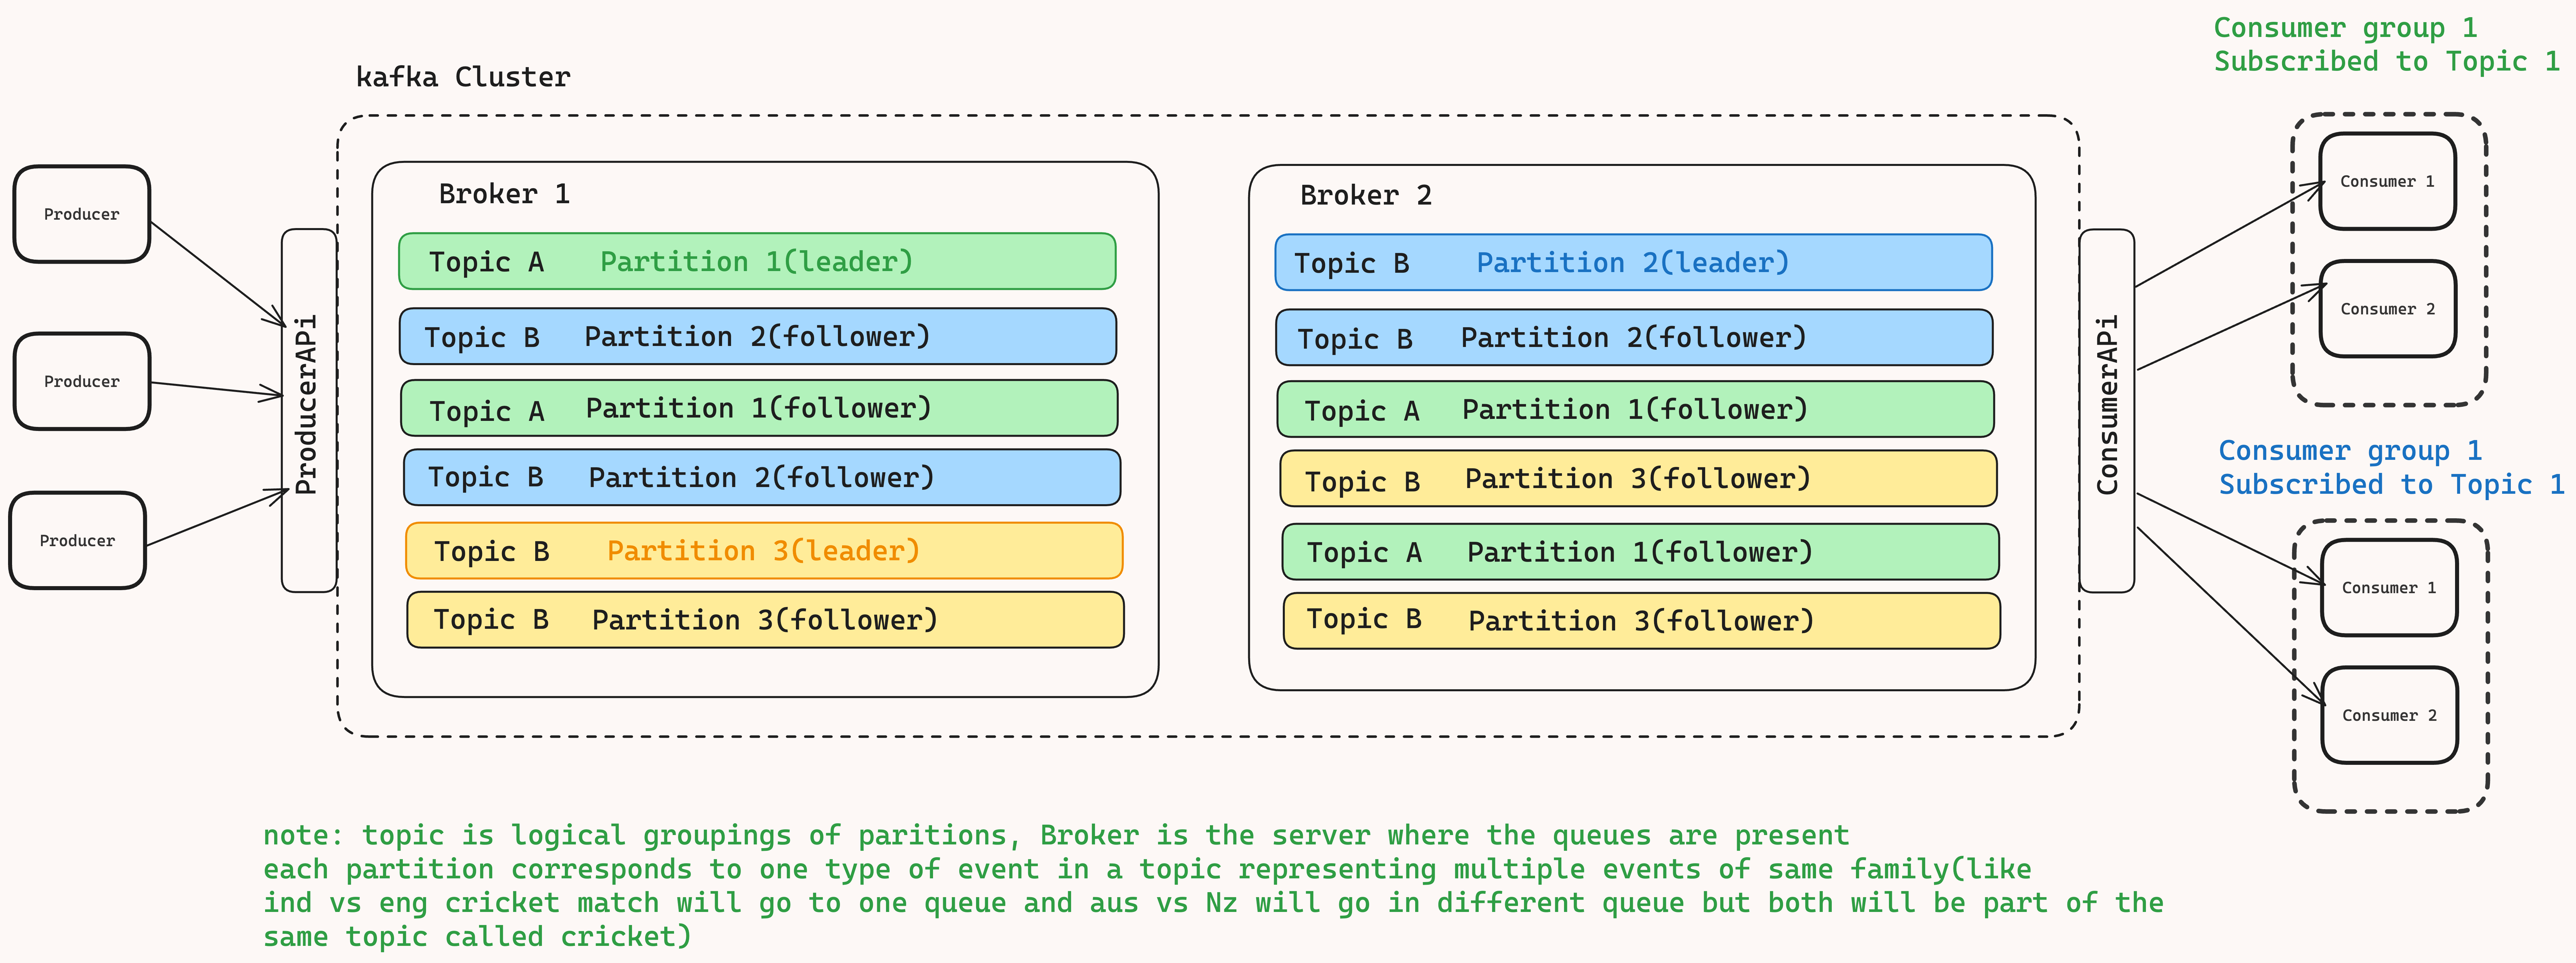 Consumer group 1
Subscribed to Topic 1
kafka Cluster
Producer
Producer
Producer
ProducerAPi
Broker 1
Topic A Partition 1(leader)
Topic B Partition 2(follower)
Topic A Partition 1(follower)
Topic B Partition 2(follower)
Topic B Partition 3(leader)
Topic B Partition 3(follower)
Broker 2
Topic B Partition 2(leader)
Topic B Partition 2(follower)
Topic A Partition 1(follower)
Topic B Partition 3(follower)
Topic A Partition 1(follower)
Topic B Partition 3(follower)
ConsumerAPi
Consumer 1
Consumer 2
Consumer group 1
Subscribed to Topic 1
Consumer 1
Consumer 2
note: topic is logical groupings of paritions, Broker is the server where the queues are present
each partition corresponds to one type of event in a topic representing multiple events of same family(like
ind vs eng cricket match will go to one queue and aus vs Nz will go in different queue but both will be part of the
same topic called cricket)